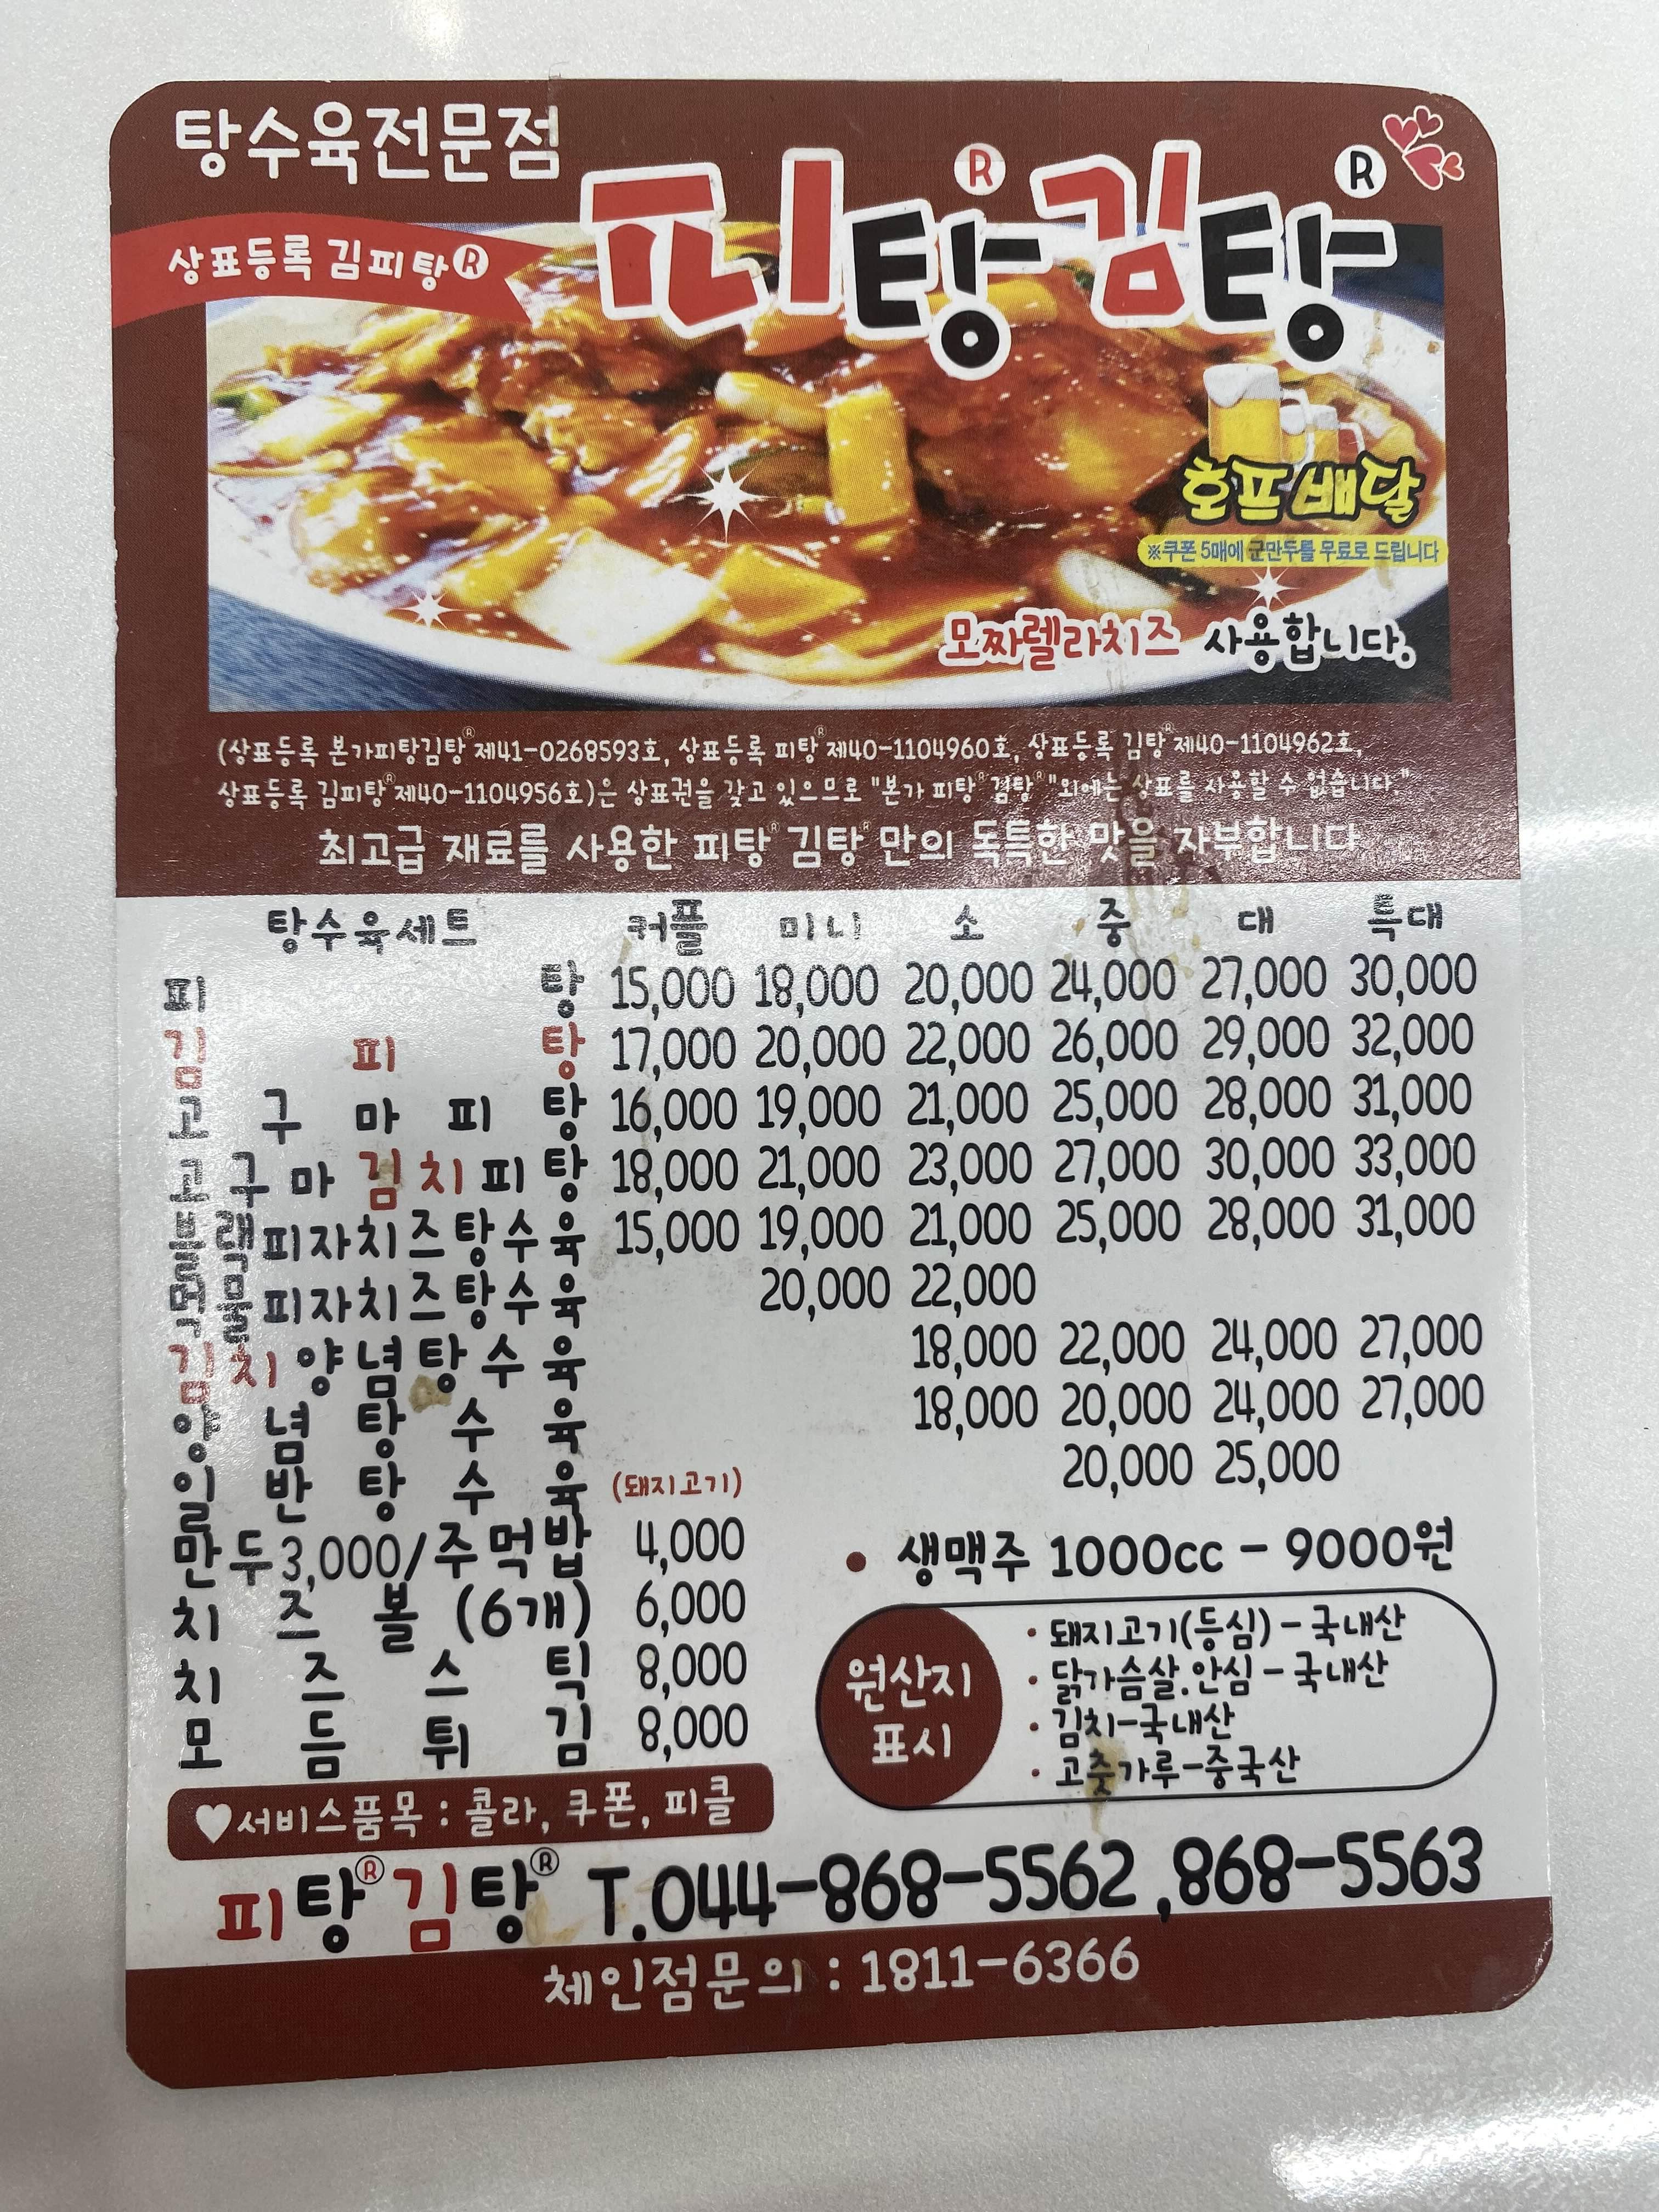 탕수육전문점
피탕® 김탕®
상표등록 김피탕®
호프배달
※쿠폰 5매에 군만두를 무료로 드립니다
모짜렐라치즈 사용합니다.
(상표등록 본가피탕김탕®제41-0268593호, 상표등록 피탕®제40-1104960호, 상표등록 김탕®제40-1104962호,
상표등록 김피탕®제40-1104956호)은 상표권을 갖고 있으므로 "본가 피탕® 김탕®"외에는 상표를 사용할 수 없습니다."
최고급 재료를 사용한 피탕® 김탕®만의 독특한 맛을 자부합니다
탕수육세트 커플 미니 소 중 대 특대
피탕 15,000 18,000 20,000 24,000 27,000 30,000
김피탕 17,000 20,000 22,000 26,000 29,000 32,000
고구마피탕 16,000 19,000 21,000 25,000 28,000 31,000
고구마김치피탕 18,000 21,000 23,000 27,000 30,000 33,000
블랙피자치즈탕수육 15,000 19,000 21,000 25,000 28,000 31,000
먹물피자치즈탕수육 20,000 22,000
김치양념탕수육 18,000 22,000 24,000 27,000
양념탕수육 18,000 20,000 24,000 27,000
일반탕수육 (돼지고기) 20,000 25,000
만두3,000/주먹밥 4,000
치즈볼(6개) 6,000
치즈스틱 8,000
모듬튀김 8,000
• 생맥주 1000cc - 9000원
원산지
표시
• 돼지고기(등심) - 국내산
• 닭가슴살.안심 - 국내산
• 김치-국내산
• 고춧가루-중국산
♥서비스품목 : 콜라, 쿠폰, 피클
피탕® 김탕® T.044-868-5562,868-5563
체인점문의 : 1811-6366